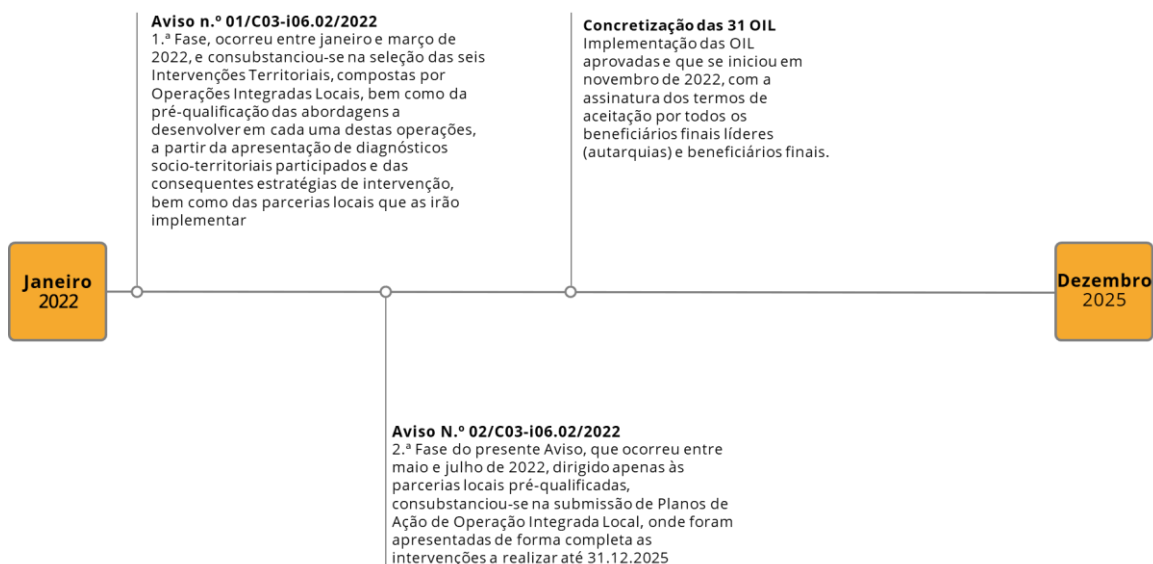 Aviso n.º 01/C03-i06.02/2022
1.ª Fase, ocorreu entre janeiro e março de
2022, e consubstanciou-se na seleção das seis
Intervenções Territoriais, compostas por
Operações Integradas Locais, bem como da
pré-qualificação das abordagens a
desenvolver em cada uma destas operações,
a partir da apresentação de diagnósticos
socio-territoriais participados e das
consequentes estratégias de intervenção,
bem como das parcerias locais que as irão
implementar
Concretização das 31 OIL
Implementação das OIL
aprovadas e que se iniciou em
novembro de 2022, com a
assinatura dos termos de
aceitação por todos os
beneficiários finais líderes
(autarquias) e beneficiários finais.
Janeiro
2022
Dezembro
2025
Aviso N.º 02/C03-i06.02/2022
2.ª Fase do presente Aviso, que ocorreu entre
maio e julho de 2022, dirigido apenas às
parcerias locais pré-qualificadas,
consubstanciou-se na submissão de Planos de
Ação de Operação Integrada Local, onde foram
apresentadas de forma completa as
intervenções a realizar até 31.12.2025